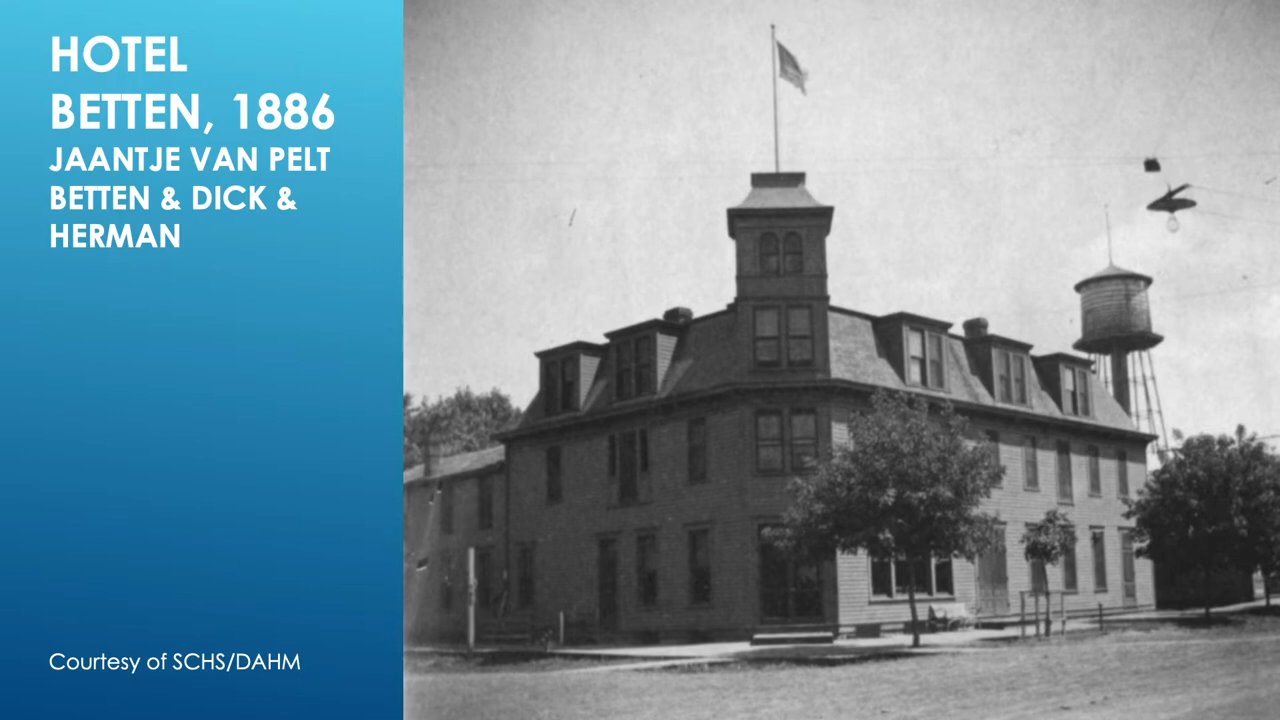 HOTEL
BETTEN, 1886
JAANTJE VAN PELT
BETTEN & DICK &
HERMAN
Courtesy of SCHS/DAHM